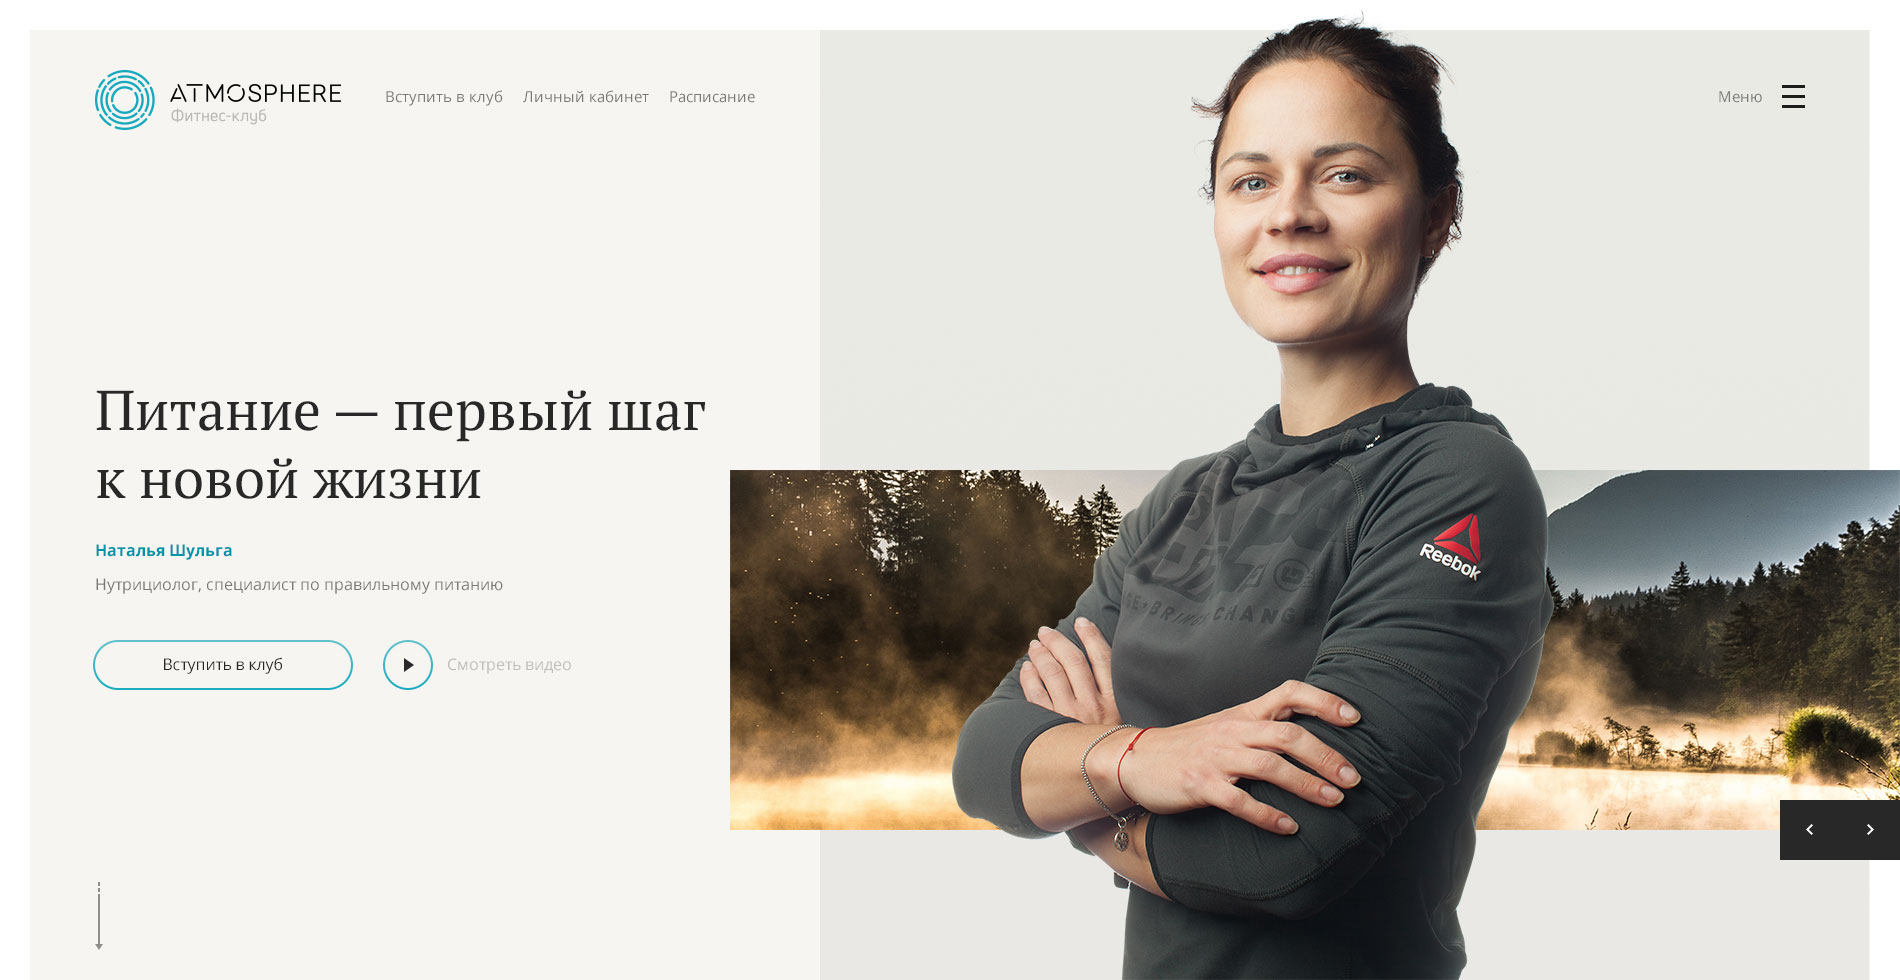 ATMOSPHERE
Фитнес-клуб
Вступить в клуб
Личный кабинет
Расписание
Меню
Питание — первый шаг
к новой жизни
Наталья Шульга
Нутрициолог, специалист по правильному питанию
Вступить в клуб
Смотреть видео
Reebok
CHANGE